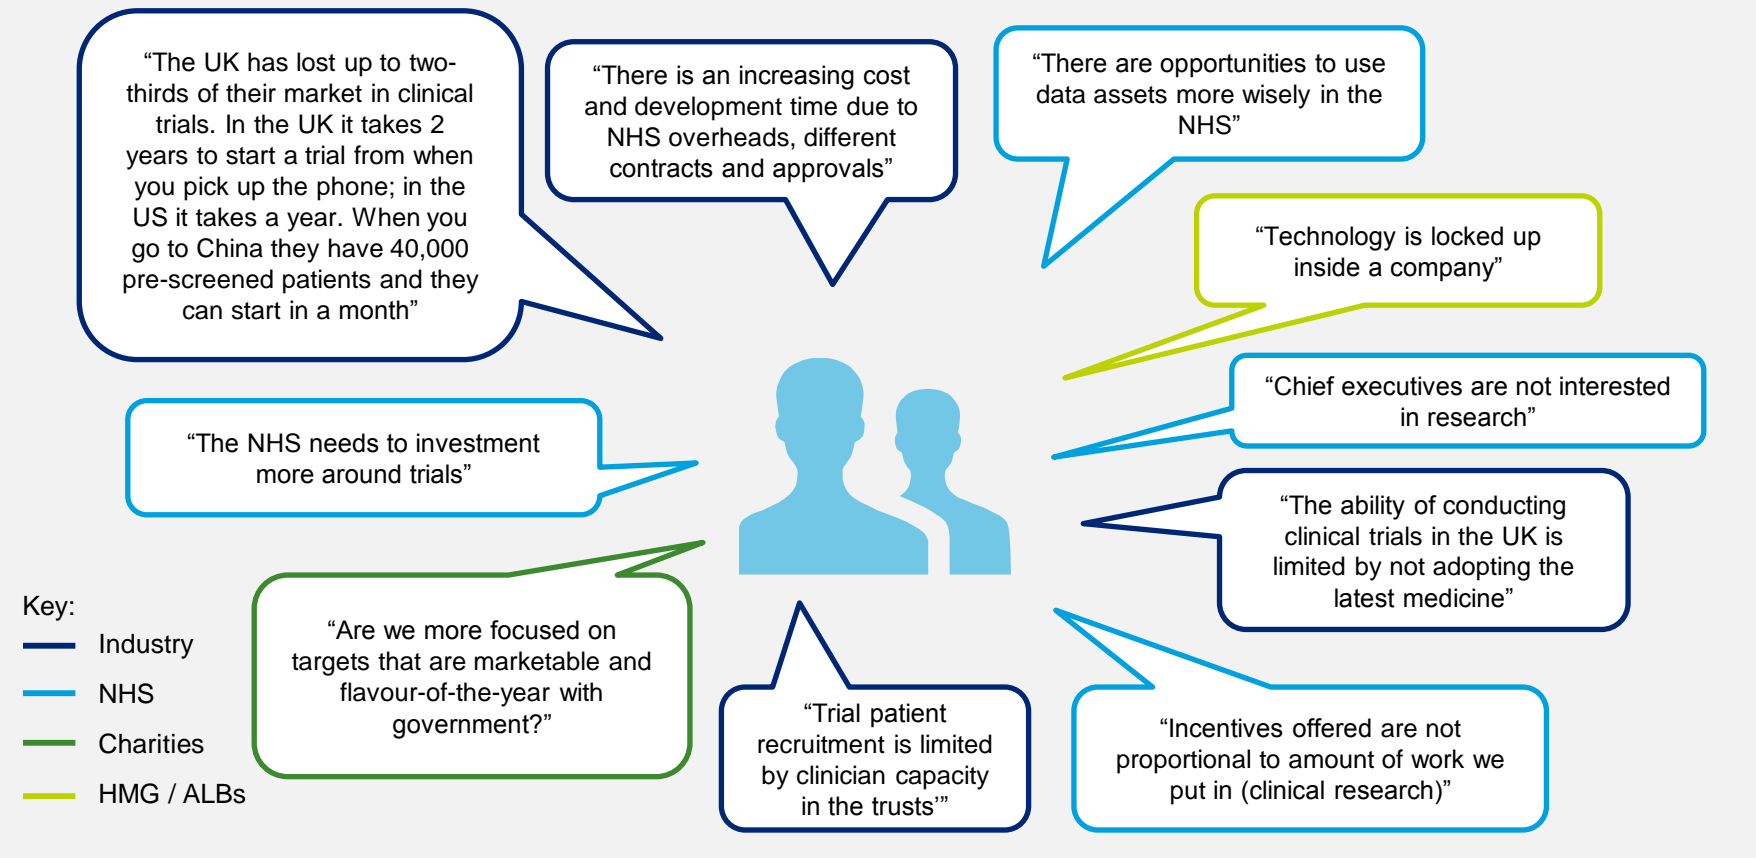 “The UK has lost up to two-
thirds of their market in clinical
trials. In the UK it takes 2
years to start a trial from when
you pick up the phone; in the
US it takes a year. When you
go to China they have 40,000
pre-screened patients and they
can start in a month”
“There is an increasing cost
and development time due to
NHS overheads, different
contracts and approvals”
“There are opportunities to use
data assets more wisely in the
NHS”
“Technology is locked up
inside a company”
“Chief executives are not interested
in research”
“The NHS needs to investment
more around trials”
“The ability of conducting
clinical trials in the UK is
limited by not adopting the
latest medicine”
“Are we more focused on
targets that are marketable and
flavour-of-the-year with
government?”
“Trial patient
recruitment is limited
by clinician capacity
in the trusts’”
“Incentives offered are not
proportional to amount of work we
put in (clinical research)”
Key:
Industry
NHS
Charities
HMG / ALBs